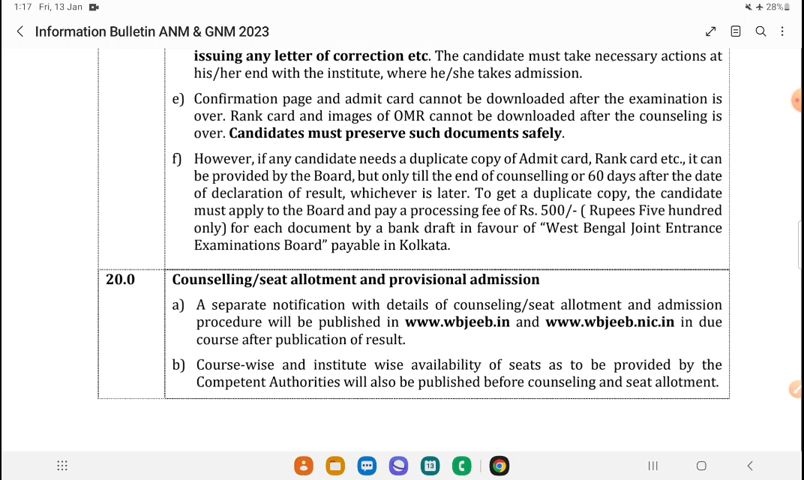 1:17 Fri, 13 Jan
28%
Information Bulletin ANM & GNM 2023
issuing any letter of correction etc. The candidate must take necessary actions at
his/her end with the institute, where he/she takes admission.
e) Confirmation page and admit card cannot be downloaded after the examination is
over. Rank card and images of OMR cannot be downloaded after the counseling is
over. Candidates must preserve such documents safely.
f) However, if any candidate needs a duplicate copy of Admit card, Rank card etc., it can
be provided by the Board, but only till the end of counselling or 60 days after the date
of declaration of result, whichever is later. To get a duplicate copy, the candidate
must apply to the Board and pay a processing fee of Rs. 500/- ( Rupees Five hundred
only) for each document by a bank draft in favour of “West Bengal Joint Entrance
Examinations Board” payable in Kolkata.
20.0 Counselling/seat allotment and provisional admission
a) A separate notification with details of counseling/seat allotment and admission
procedure will be published in www.wbjeeb.in and www.wbjeeb.nic.in in due
course after publication of result.
b) Course-wise and institute wise availability of seats as to be provided by the
Competent Authorities will also be published before counseling and seat allotment.
13